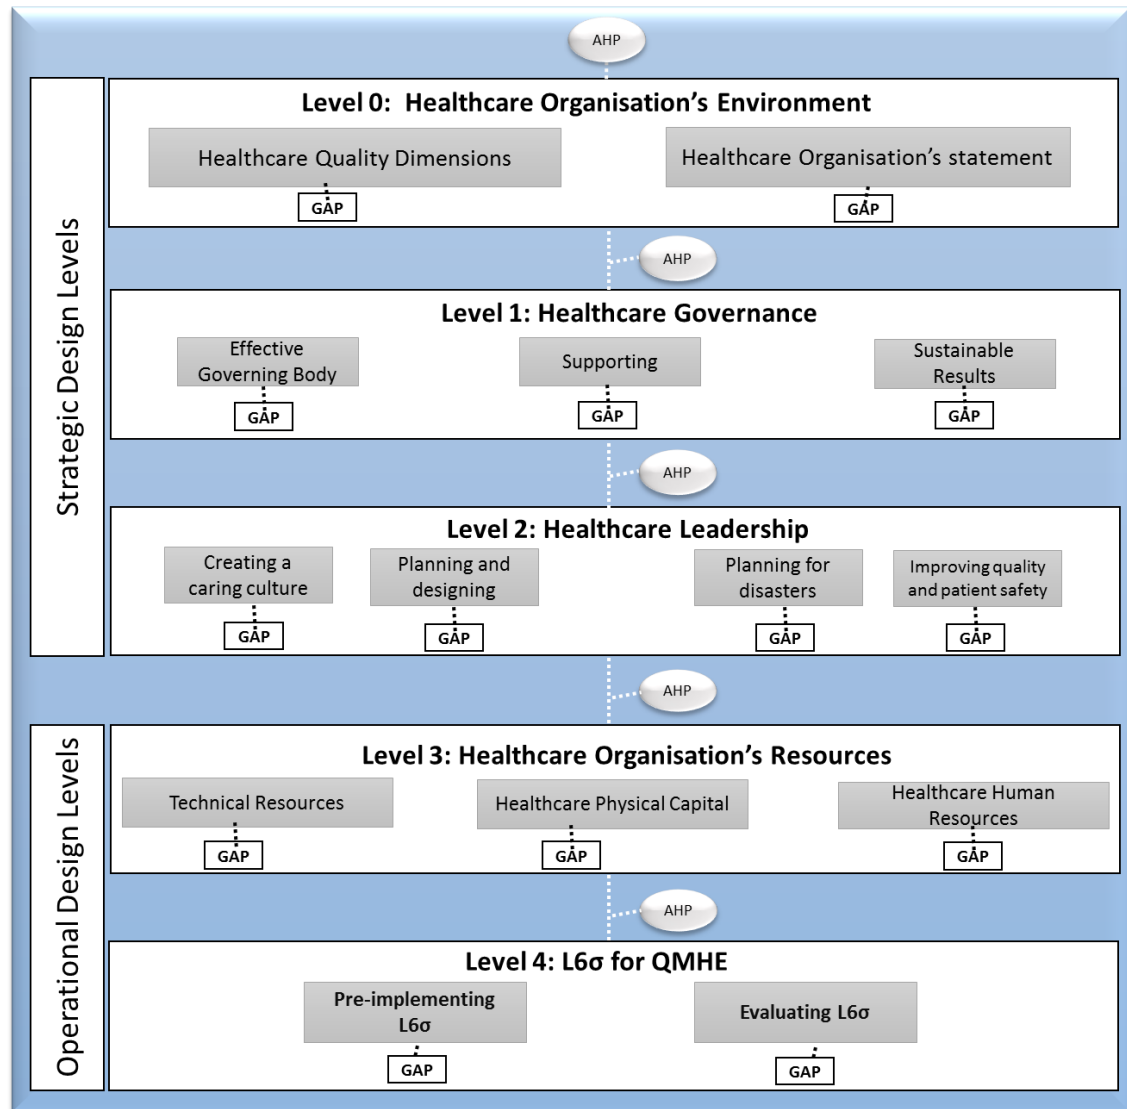 AHP
Strategic Design Levels
Level 0:  Healthcare Organisation’s Environment
Healthcare Quality Dimensions
Healthcare Organisation’s statement
GAP
GAP
AHP
Level 1: Healthcare Governance
Effective
Governing Body
Supporting
Sustainable
Results
GAP
GAP
GAP
AHP
Level 2: Healthcare Leadership
Creating a
caring culture
Planning and
designing
Planning for
disasters
Improving quality
and patient safety
GAP
GAP
GAP
GAP
AHP
Operational Design Levels
Level 3: Healthcare Organisation’s Resources
Technical Resources
Healthcare Physical Capital
Healthcare Human
Resources
GAP
GAP
GAP
AHP
Level 4: L6σ for QMHE
Pre-implementing
L6σ
Evaluating L6σ
GAP
GAP